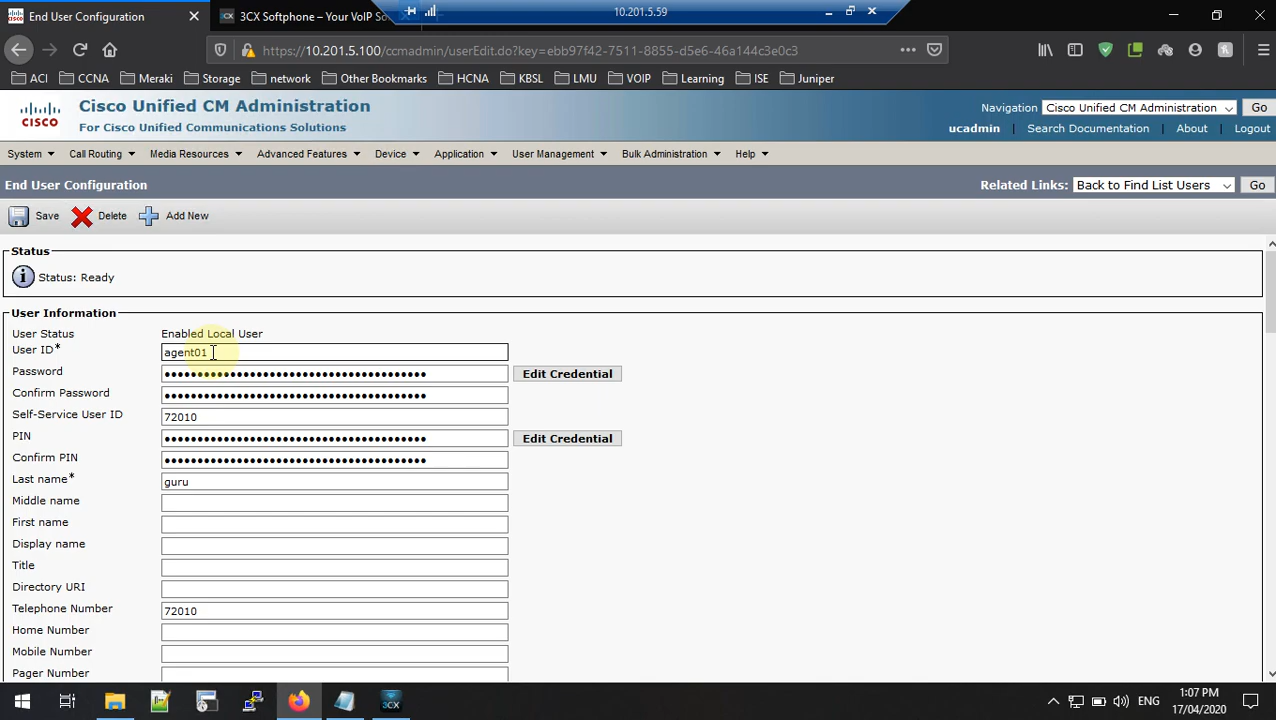 End User Configuration
3CX Softphone – Your VoIP So
10.201.5.59
https://10.201.5.100/ccmadmin/userEdit.do?key=ebb97f42-7511-8855-d5e6-46a144c3e0c3
ACI CCNA Meraki Storage network Other Bookmarks HCNA KBSL LMU VOIP Learning ISE Juniper
Cisco Unified CM Administration
For Cisco Unified Communications Solutions
CISCO
Navigation Cisco Unified CM Administration Go
ucadmin | Search Documentation | About | Logout
System Call Routing Media Resources Advanced Features Device Application User Management Bulk Administration Help
End User Configuration
Related Links: Back to Find List Users Go
Save Delete Add New
Status
Status: Ready
User Information
User Status Enabled Local User
User ID* agent01
Password •••••••••••••••••••••••••••••••••••••••• Edit Credential
Confirm Password ••••••••••••••••••••••••••••••••••••••••
Self-Service User ID 72010
PIN •••••••••••••••••••••••••••••••••••••••• Edit Credential
Confirm PIN ••••••••••••••••••••••••••••••••••••••••
Last name* guru
Middle name
First name
Display name
Title
Directory URI
Telephone Number 72010
Home Number
Mobile Number
Pager Number
3CX
ENG
1:07 PM
17/04/2020